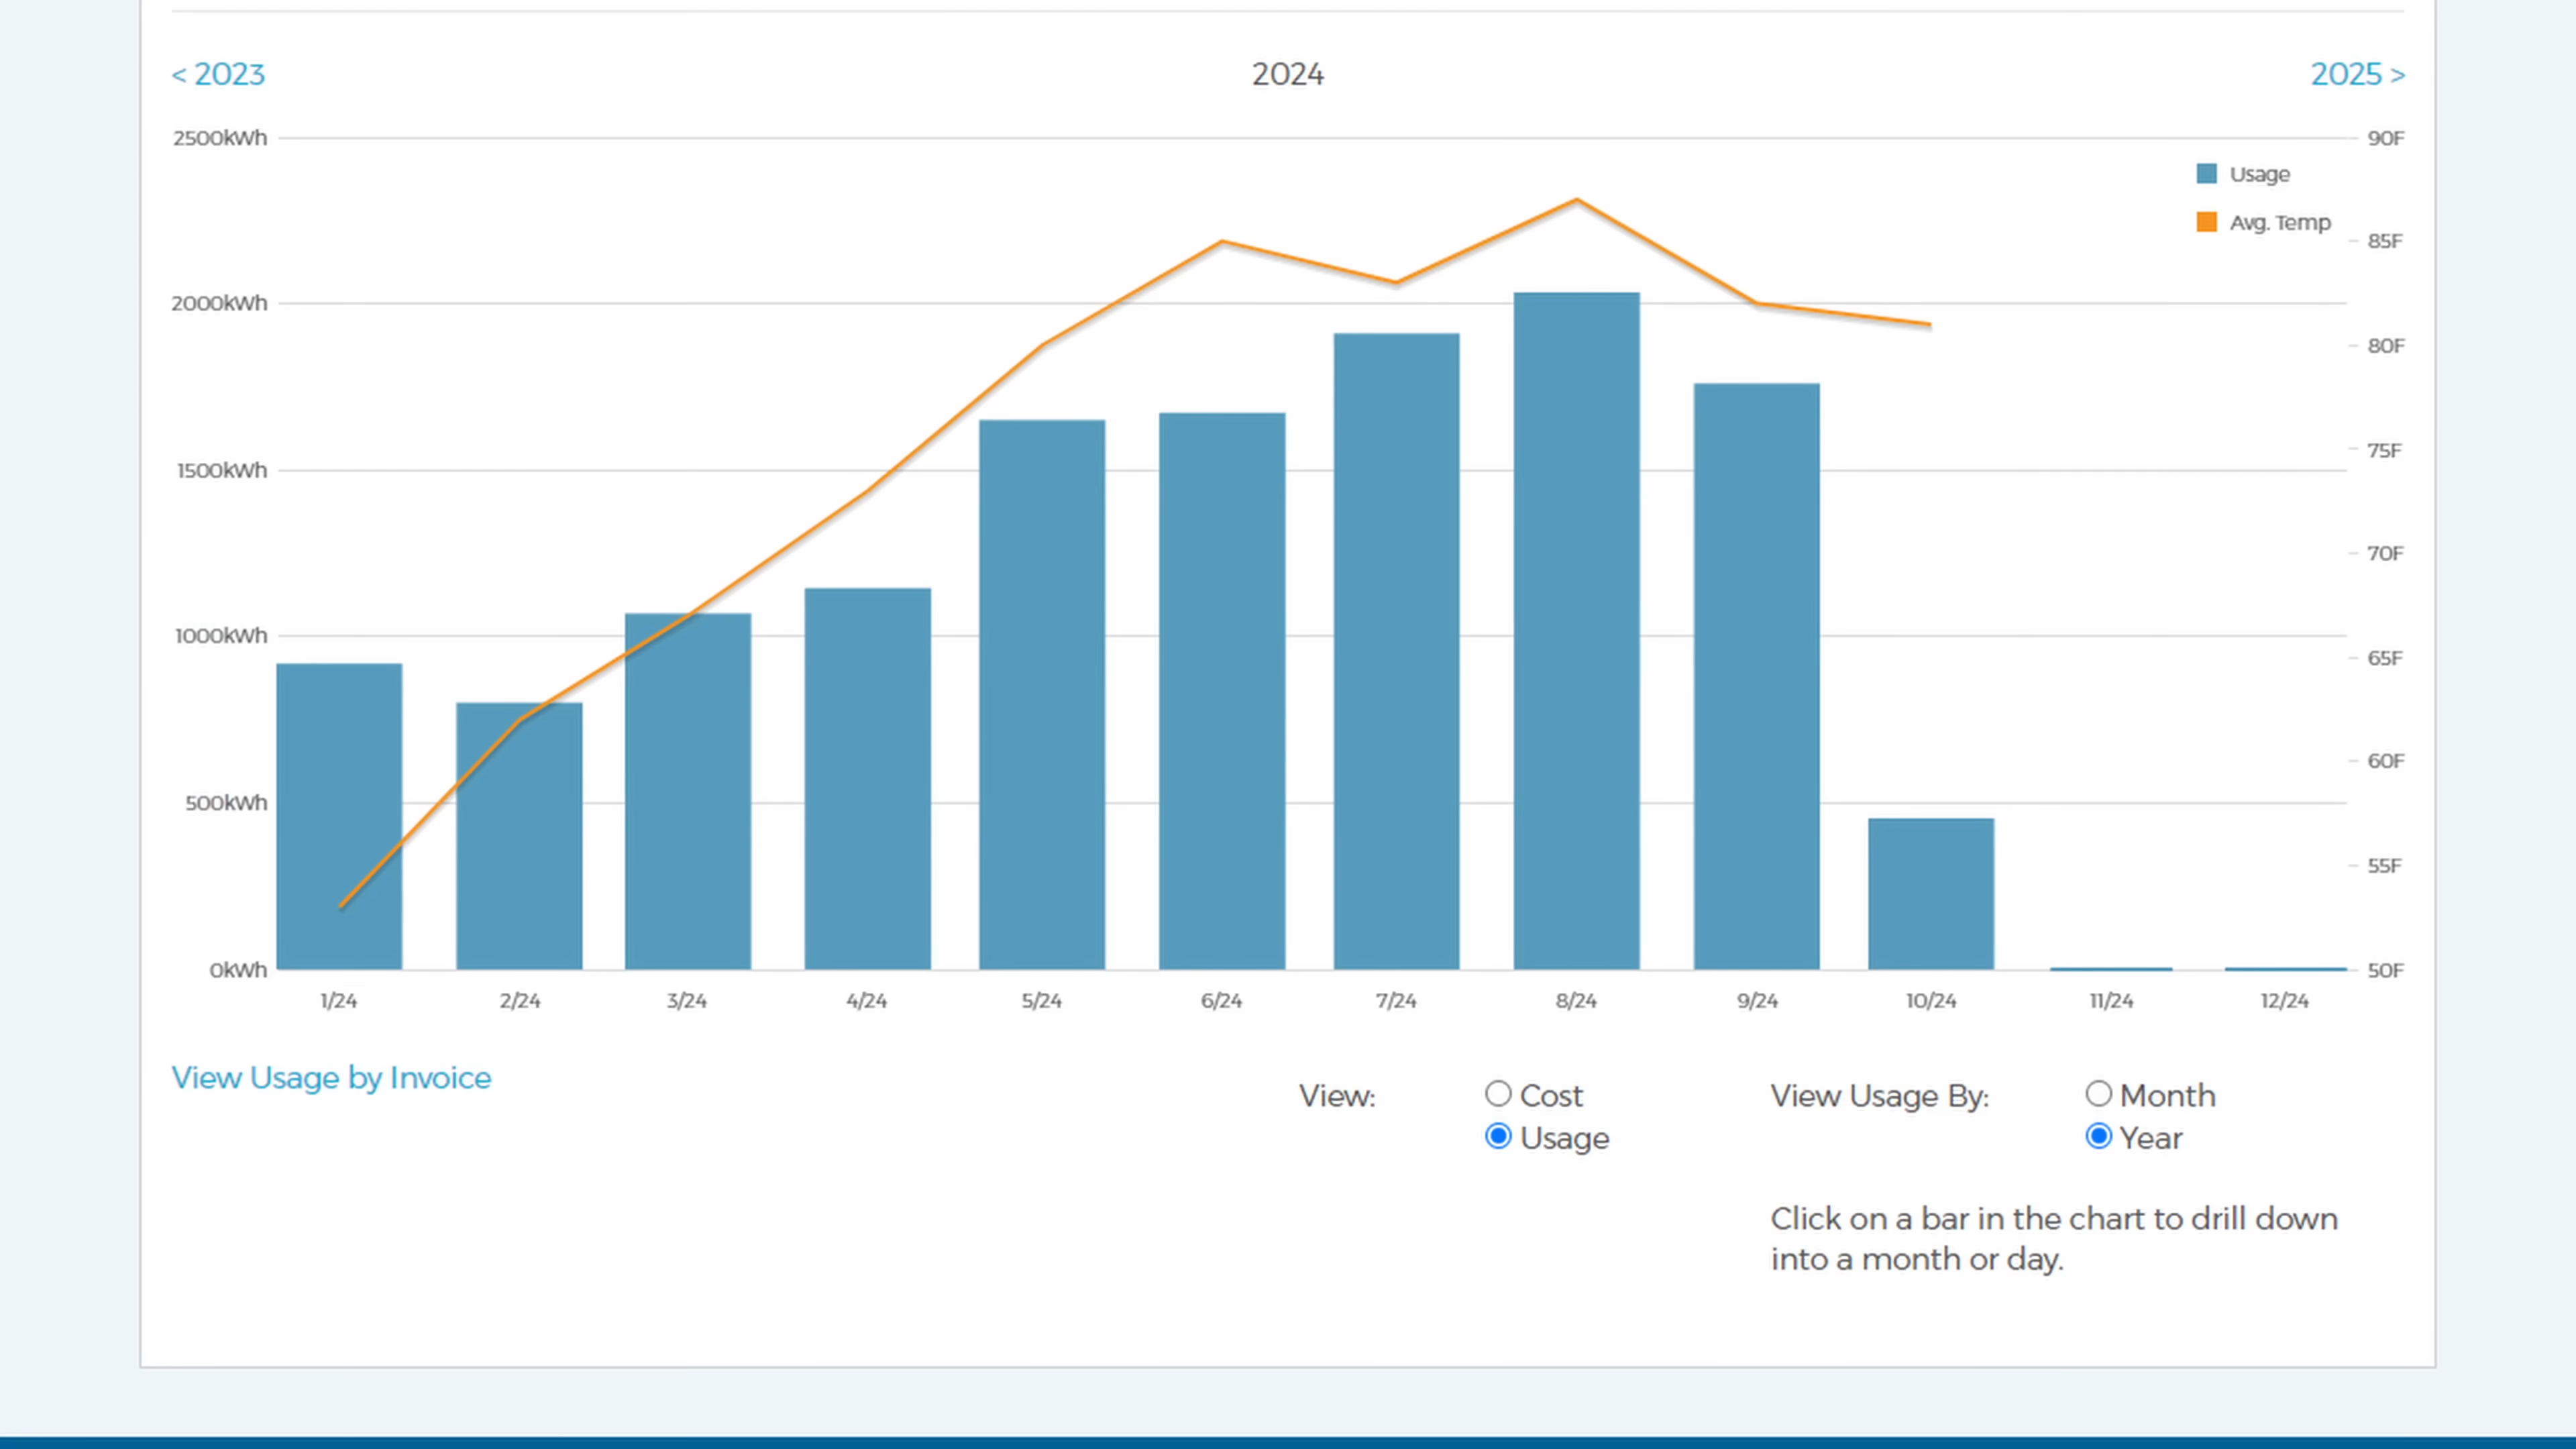 < 2023 2024 2025 >
2500kWh 90F
Usage
Avg. Temp 85F
2000kWh
80F
1500kWh 75F
70F
1000kWh
65F
60F
500kWh
55F
0kWh 50F
1/24 2/24 3/24 4/24 5/24 6/24 7/24 8/24 9/24 10/24 11/24 12/24
View Usage by Invoice
View: Cost View Usage By: Month
Usage Year
Click on a bar in the chart to drill down
into a month or day.